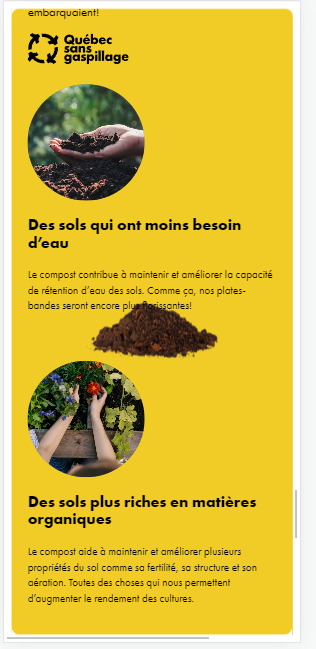 embarquaient!
Québec
sans
gaspillage
Des sols qui ont moins besoin
d'eau
Le compost contribue à maintenir et améliorer la capacité
de rétention d'eau des sols. Comme ça, nos plates-
bandes seront encore plus florissantes!
Des sols plus riches en matières
organiques
Le compost aide à maintenir et améliorer plusieurs
propriétés du sol comme sa fertilité, sa structure et son
aération. Toutes des choses qui nous permettent
d'augmenter le rendement des cultures.